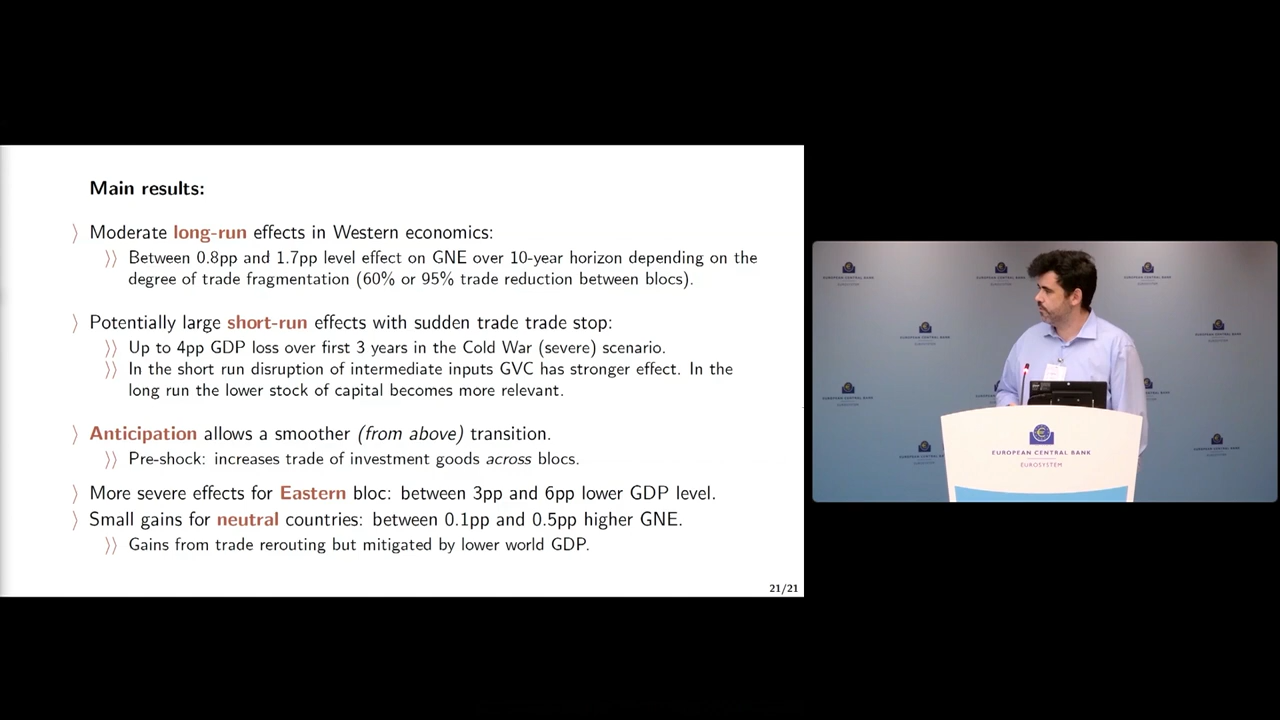 Main results:
⟩ Moderate long-run effects in Western economics:
⟩⟩ Between 0.8pp and 1.7pp level effect on GNE over 10-year horizon depending on the
degree of trade fragmentation (60% or 95% trade reduction between blocs).
⟩ Potentially large short-run effects with sudden trade trade stop:
⟩⟩ Up to 4pp GDP loss over first 3 years in the Cold War (severe) scenario.
⟩⟩ In the short run disruption of intermediate inputs GVC has stronger effect. In the
long run the lower stock of capital becomes more relevant.
⟩ Anticipation allows a smoother (from above) transition.
⟩⟩ Pre-shock: increases trade of investment goods across blocs.
⟩ More severe effects for Eastern bloc: between 3pp and 6pp lower GDP level.
⟩ Small gains for neutral countries: between 0.1pp and 0.5pp higher GNE.
⟩⟩ Gains from trade rerouting but mitigated by lower world GDP.
21/21
EUROPEAN CENTRAL BANK
EUROSYSTEM